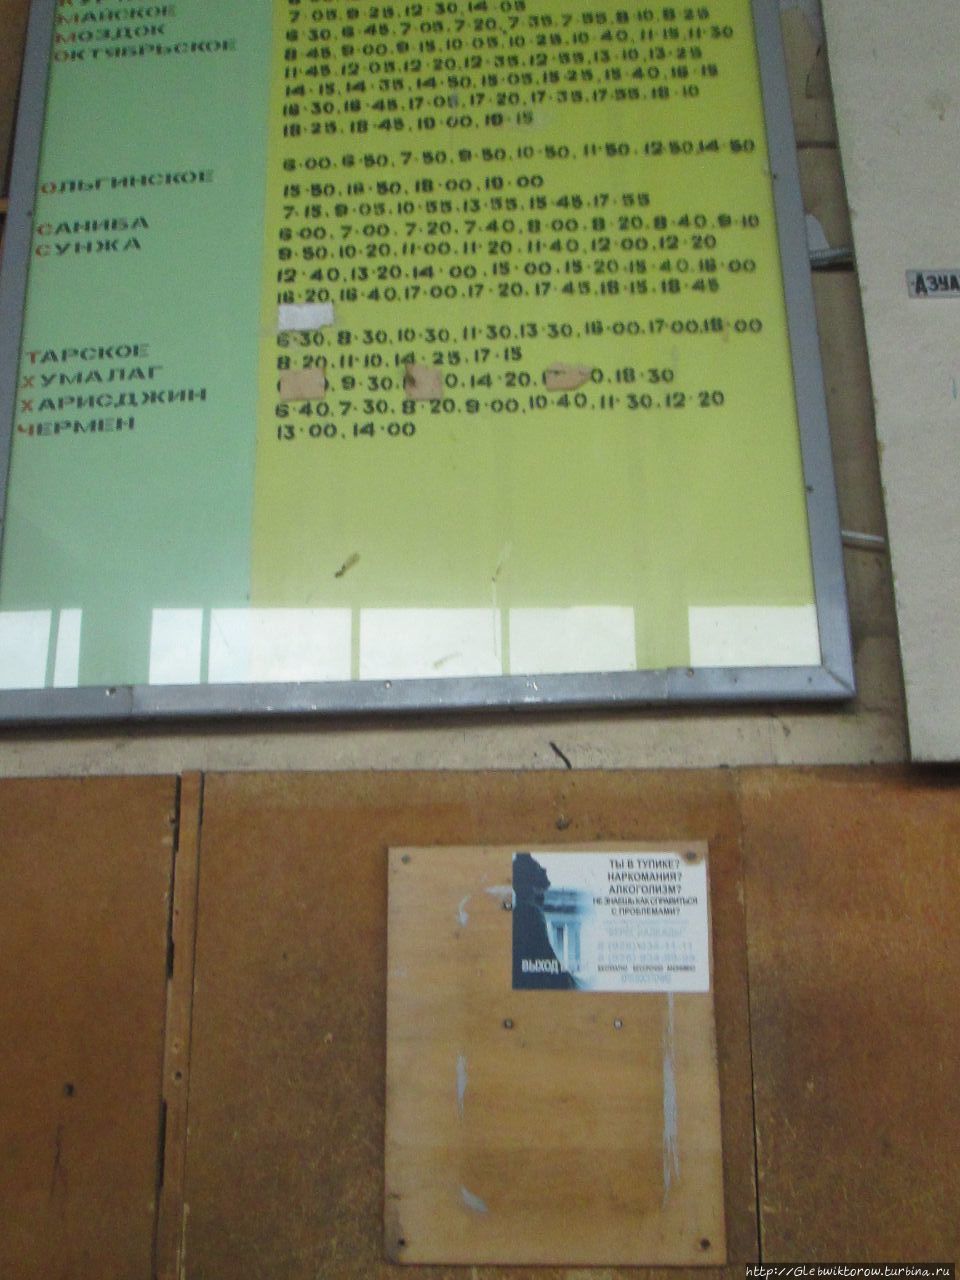 МАЙСКОЕ
МОЗДОК 7·05, 9·25, 12·30, 14·05
ОКТЯБРЬСКОЕ 6·30, 6·45, 7·05, 7·20, 7·35, 7·55, 8·10, 8·25
8·45, 9·00, 9·15, 10·05, 10·25, 10·40, 11·15, 11·30
11·45, 12·05, 12·20, 12·35, 12·55, 13·10, 13·25
14·15, 14·35, 14·50, 15·05, 15·25, 15·40, 16·15
16·30, 16·45, 17·05, 17·20, 17·35, 17·55, 18·10
18·25, 18·45, 19·00, 19·15
ОЛЬГИНСКОЕ 6·00, 6·50, 7·50, 9·50, 10·50, 11·50, 12·50, 14·50
15·50, 16·50, 18·00, 19·00
САНИБА 7·15, 9·05, 10·55, 13·55, 15·45, 17·55
СУНЖА 6·00, 7·00, 7·20, 7·40, 8·00, 8·20, 8·40, 9·10
9·50, 10·20, 11·00, 11·20, 11·40, 12·00, 12·20
12·40, 13·20, 14·00, 15·00, 15·20, 15·40, 16·00
16·20, 16·40, 17·00, 17·20, 17·45, 18·15, 18·45
ТАРСКОЕ 6·30, 8·30, 10·30, 11·30, 13·30, 16·00, 17·00, 18·00
ХУМАЛАГ 8·20, 11·10, 14·25, 17·15
ХАРИСДЖИН 9·30, 0, 14·20, 0, 18·30
ЧЕРМЕН 6·40, 7·30, 8·20, 9·00, 10·40, 11·30, 12·20
13·00, 14·00
ТЫ В ТУПИКЕ?
НАРКОМАНИЯ?
АЛКОГОЛИЗМ?
НЕ ЗНАЕШЬ КАК СПРАВИТЬСЯ
С ПРОБЛЕМАМИ?
ВЫХОД
БЕСПЛАТНО БЕССРОЧНО АНОНИМНО
http://Glebwiktorow.turbina.ru